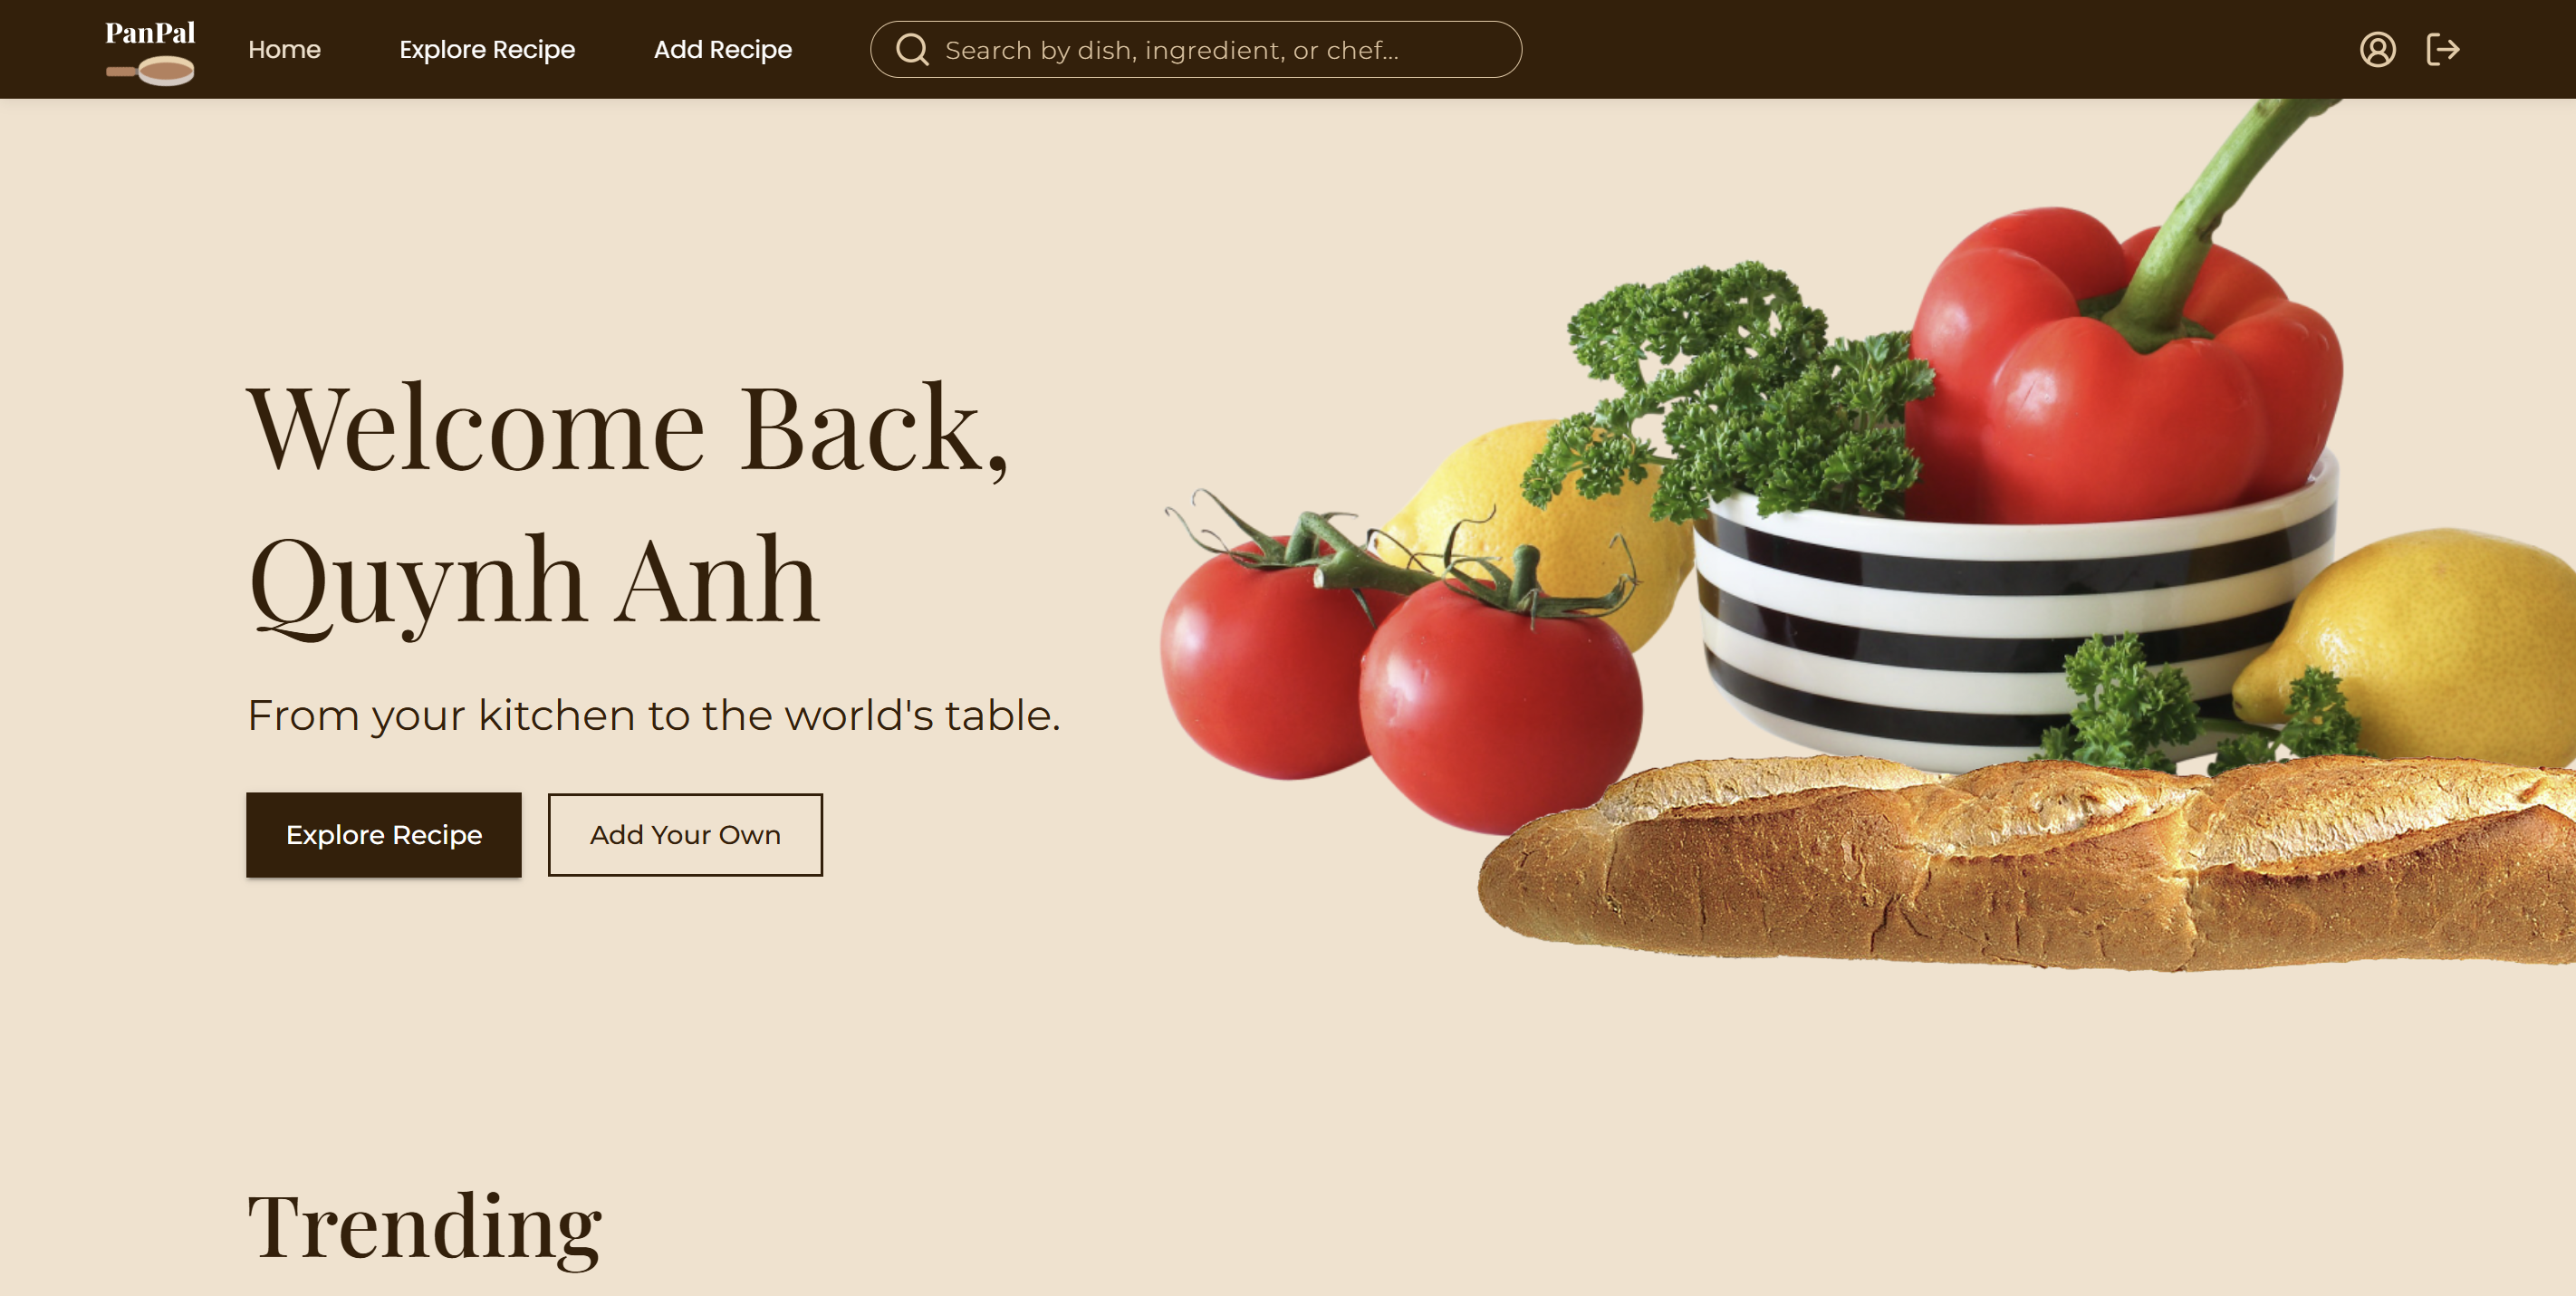 PanPal
Home
Explore Recipe
Add Recipe
Search by dish, ingredient, or chef...
Welcome Back,
Quynh Anh
From your kitchen to the world's table.
Explore Recipe
Add Your Own
Trending